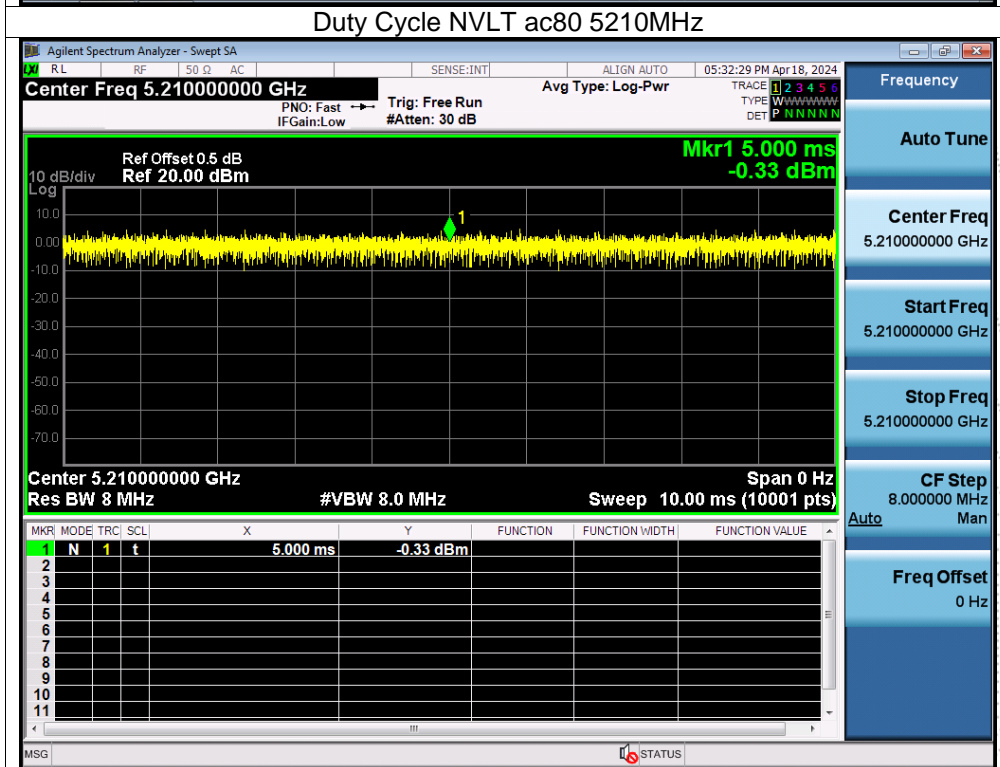 Duty Cycle NVLT ac80 5210MHz
Agilent Spectrum Analyzer - Swept SA
LXI RL RF 50 Ω AC SENSE:INT ALIGN AUTO 05:32:29 PM Apr 18, 2024
Center Freq 5.210000000 GHz
PNO: Fast
IFGain:Low
Trig: Free Run
#Atten: 30 dB
Avg Type: Log-Pwr
TRACE 1 2 3 4 5 6
TYPE WWWWWW
DET P N N N N N
Mkr1 5.000 ms
-0.33 dBm
Ref Offset 0.5 dB
10 dB/div Ref 20.00 dBm
Log
10.0
0.00
-10.0
-20.0
-30.0
-40.0
-50.0
-60.0
-70.0
1
Center 5.210000000 GHz Span 0 Hz
Res BW 8 MHz #VBW 8.0 MHz Sweep 10.00 ms (10001 pts)
MKR MODE TRC SCL X Y FUNCTION FUNCTION WIDTH FUNCTION VALUE
1 N 1 t 5.000 ms -0.33 dBm
2
3
4
5
6
7
8
9
10
11
MSG STATUS
Frequency
Auto Tune
Center Freq
5.210000000 GHz
Start Freq
5.210000000 GHz
Stop Freq
5.210000000 GHz
CF Step
8.000000 MHz
Auto Man
Freq Offset
0 Hz